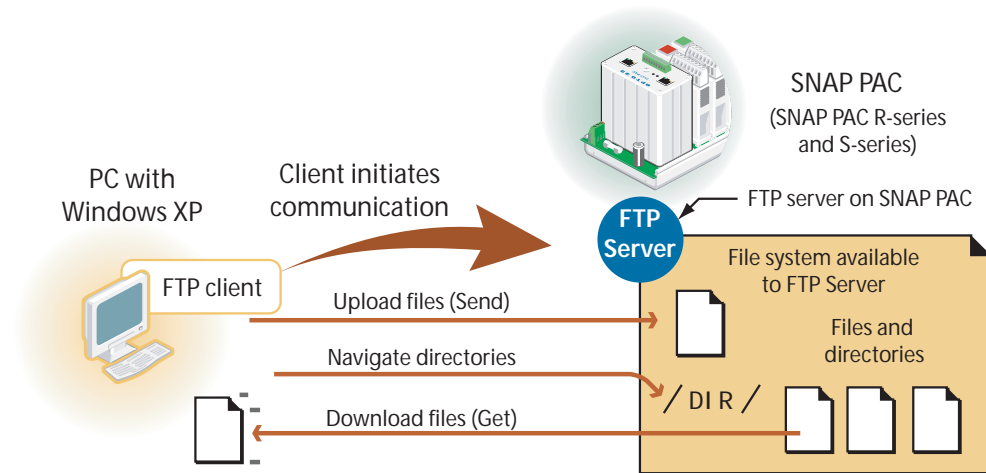 SNAP PAC
(SNAP PAC R-series
and S-series)
PC with
Windows XP
Client initiates
communication
FTP
Server
FTP server on SNAP PAC
FTP client
File system available
to FTP Server
Upload files (Send)
Files and
directories
Navigate directories
/ DIR /
Download files (Get)